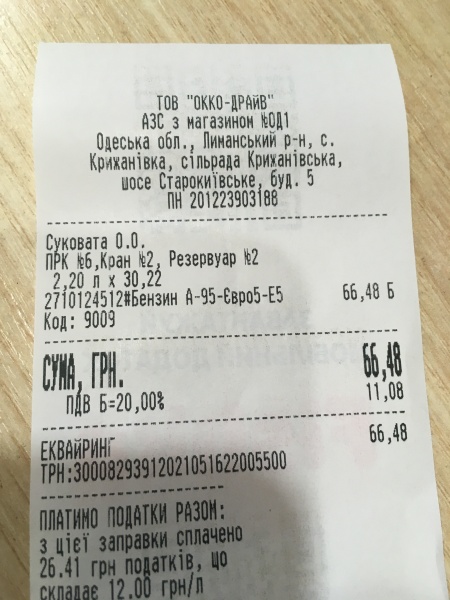 ТОВ "ОККО-ДРАЙВ"
АЗС з магазином №ОД1
Одеська обл., Лиманський р-н, с.
Крижанівка, сільрада Крижанівська,
шосе Старокиївське, буд. 5
ПН 201223903188
Суковата О.О.
ПРК №6,Кран №2, Резервуар №2
2,20 л x 30,22
2710124512#Бензин А-95-Євро5-Е5 66,48 Б
Код: 9009
СУМА, ГРН. 66,48
ПДВ Б=20,00% 11,08
ЕКВАЙРИНГ 66,48
ТРН:30008293912021051622005500
ПЛАТИМО ПОДАТКИ РАЗОМ:
з цієї заправки сплачено
26.41 грн податків, що
складає 12.00 грн/л